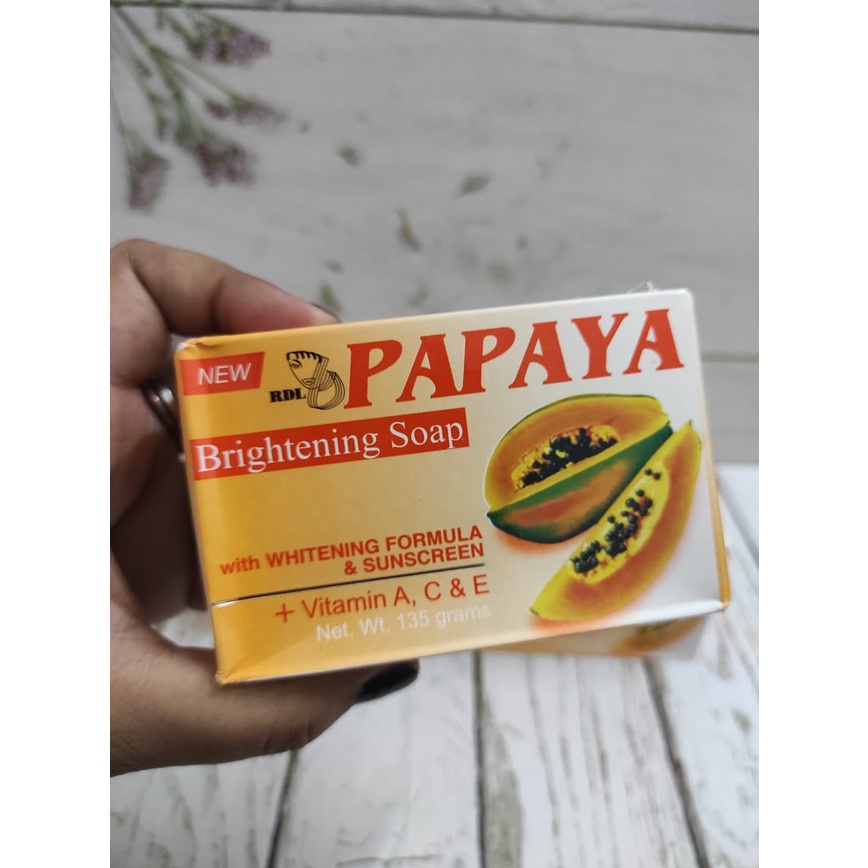 NEW
RDL
PAPAYA
Brightening Soap
with WHITENING FORMULA
& SUNSCREEN
+ Vitamin A, C & E
Net. Wt. 135 grams